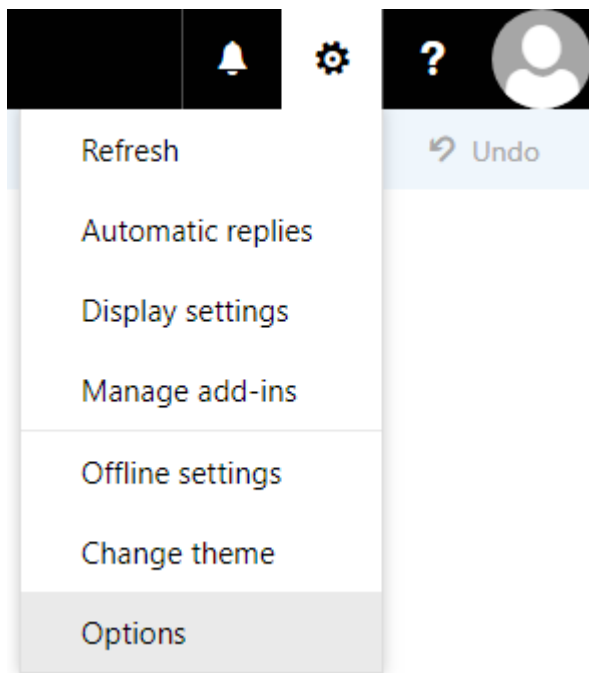 ?
Refresh
Undo
Automatic replies
Display settings
Manage add-ins
Offline settings
Change theme
Options